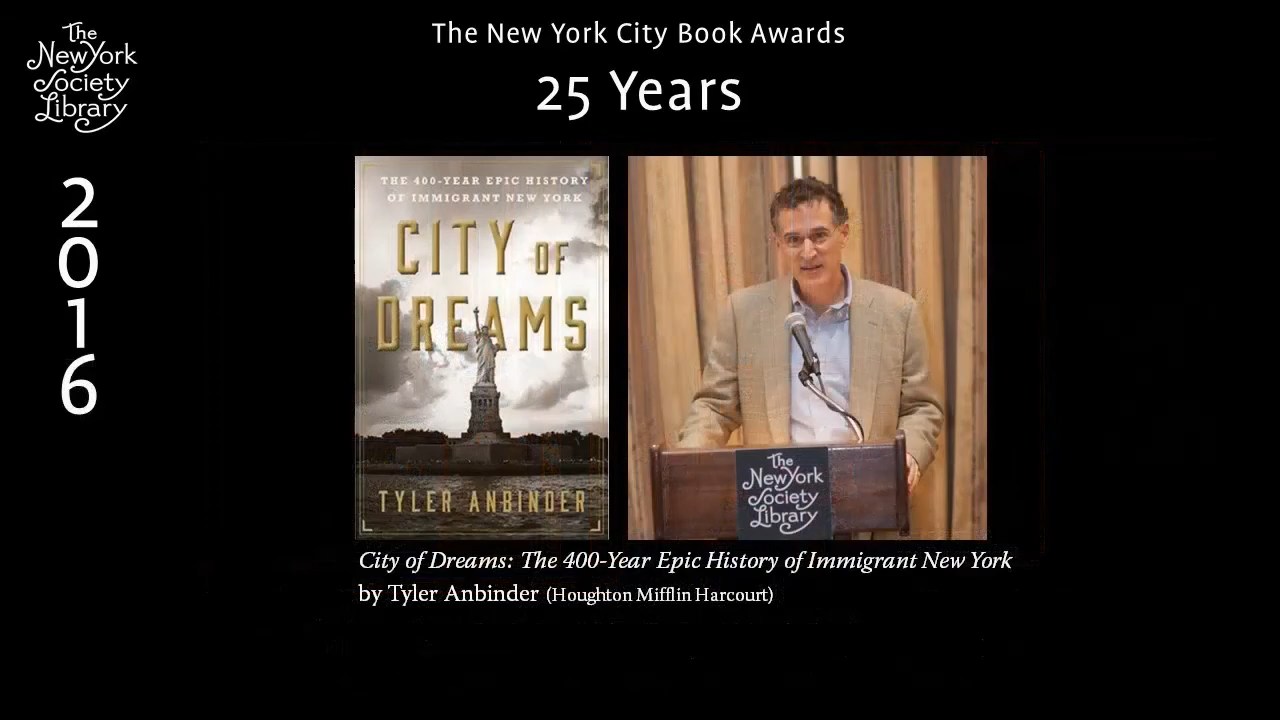 The
New York
Society
Library
The New York City Book Awards
25 Years
2
0
1
6
THE 400-YEAR EPIC HISTORY
OF IMMIGRANT NEW YORK
CITY OF
DREAMS
TYLER ANBINDER
The
New York
Society
Library
City of Dreams: The 400-Year Epic History of Immigrant New York
by Tyler Anbinder (Houghton Mifflin Harcourt)